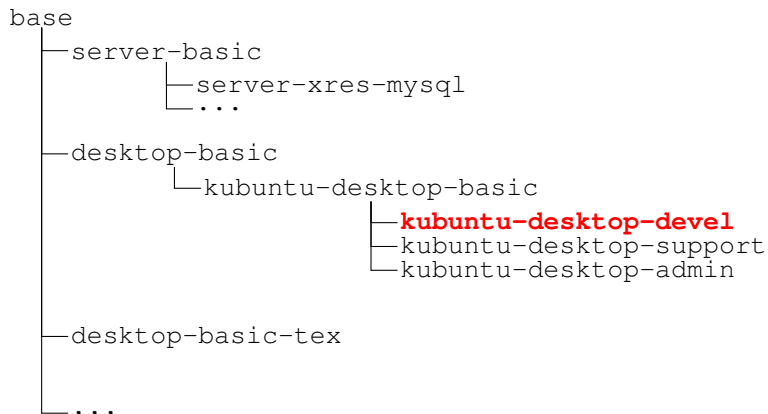 base
server-basic
server-xres-mysql
...
desktop-basic
kubuntu-desktop-basic
kubuntu-desktop-devel
kubuntu-desktop-support
kubuntu-desktop-admin
desktop-basic-tex
...